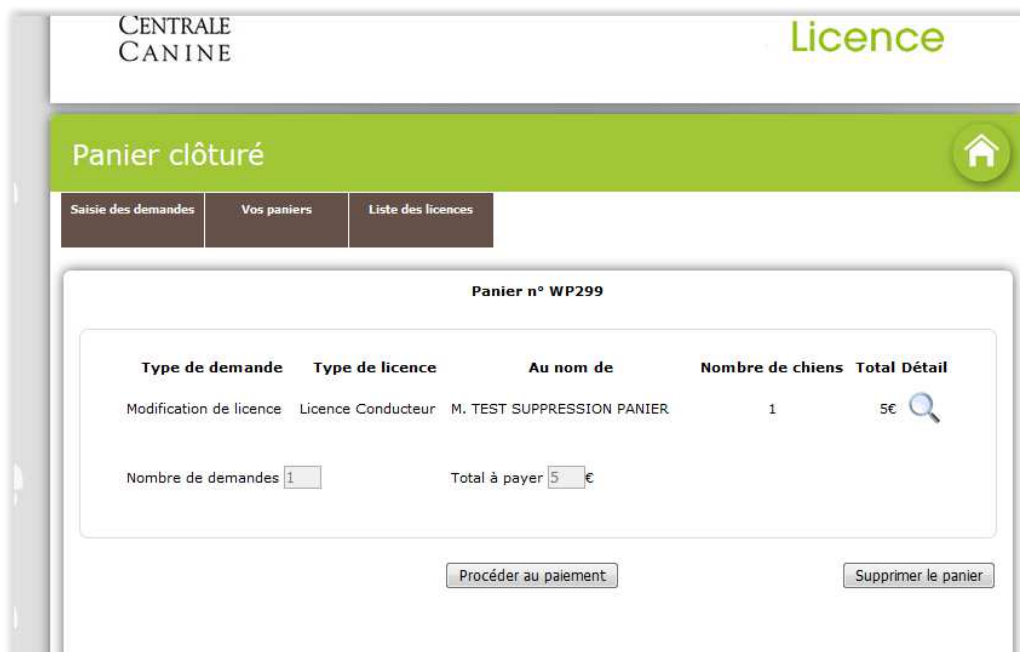 CENTRALE
CANINE
Licence
Panier clôturé
Saisie des demandes Vos paniers Liste des licences
Panier n° WP299
Type de demande Type de licence Au nom de Nombre de chiens Total Détail
Modification de licence Licence Conducteur M. TEST SUPPRESSION PANIER 1 5€
Nombre de demandes 1 Total à payer 5 €
Procéder au paiement Supprimer le panier